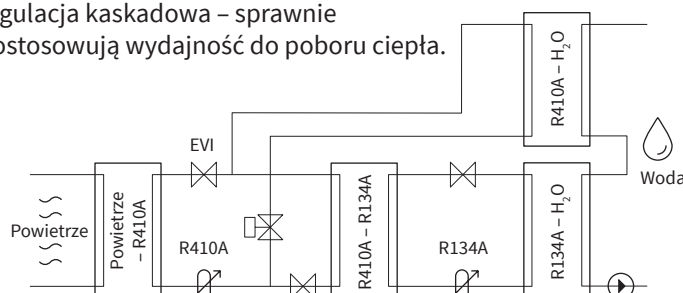 gulacja kaskadowa – sprawnie
ostosowują wydajność do poboru ciepła.
R410A – H₂O
EVI
Woda
Powietrze
Powietrze
– R410A
R410A
R410A – R134A
R134A
R134A – H₂O